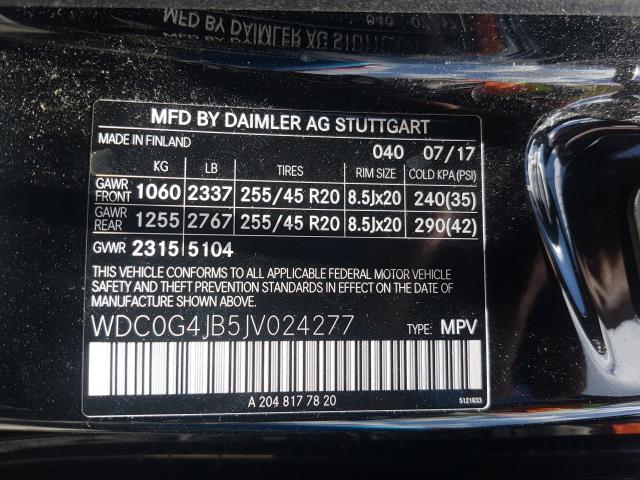 MFD BY DAIMLER AG STUTTGART
MADE IN FINLAND 040 07/17
KG LB TIRES RIM SIZE COLD KPA(PSI)
GAWR FRONT 1060 2337 255/45 R20 8.5Jx20 240(35)
GAWR REAR 1255 2767 255/45 R20 8.5Jx20 290(42)
GVWR 2315 5104
THIS VEHICLE CONFORMS TO ALL APPLICABLE FEDERAL MOTOR VEHICLE
SAFETY AND THEFT PREVENTION STANDARDS IN EFFECT ON THE DATE OF
MANUFACTURE SHOWN ABOVE.
WDC0G4JB5JV024277 TYPE: MPV
A 204 817 78 20
5121833